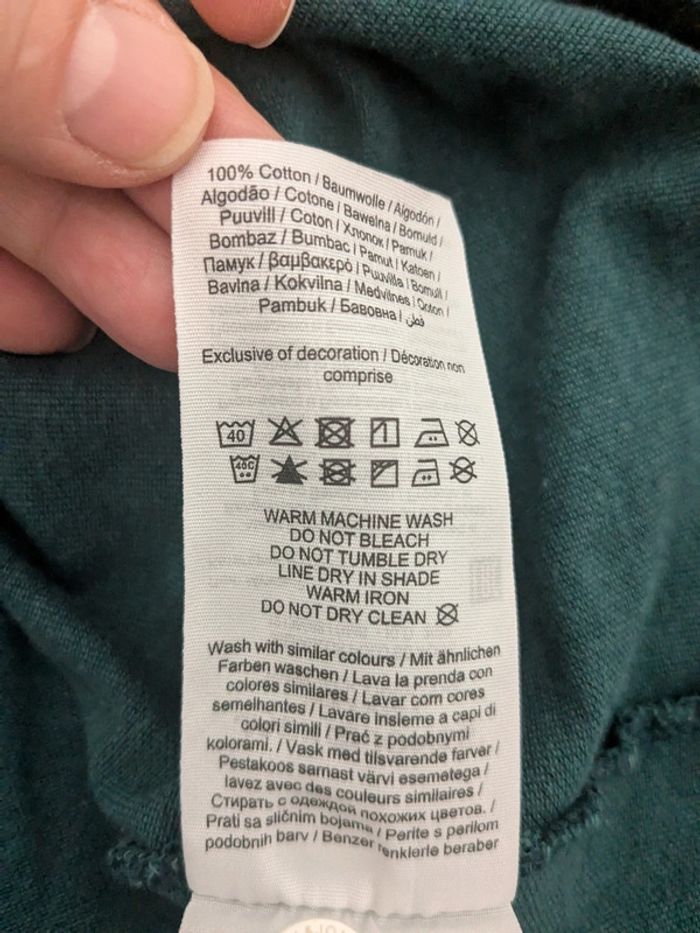 100% Cotton / Baumwolle / Algodón /
Algodão / Cotone / Bawełna / Bomuld /
Puuvill / Coton / Хлопок / Pamuk /
Bombaz / Bumbac / Pamut / Katoen /
Памук / βαμβακερό / Puuvilla / Bomull /
Bavlna / Kokvilna / Medvilnes / Cotton /
Pambuk / Бавовна / قطن
Exclusive of decoration / Décoration non
comprise
40
40C
WARM MACHINE WASH
DO NOT BLEACH
DO NOT TUMBLE DRY
LINE DRY IN SHADE
WARM IRON
DO NOT DRY CLEAN
Wash with similar colours / Mit ähnlichen
Farben waschen / Lava la prenda con
colores similares / Lavar com cores
semelhantes / Lavare insieme a capi di
colori simili / Prać z podobnymi
kolorami. / Vask med tilsvarende farver /
Pestakoos sarnast värvi esemetega /
lavez avec des couleurs similaires /
Стирать с одеждой похожих цветов. /
Prati sa sličnim bojama / Perite s perilom
podobnih barv / Benzer renklerle beraber